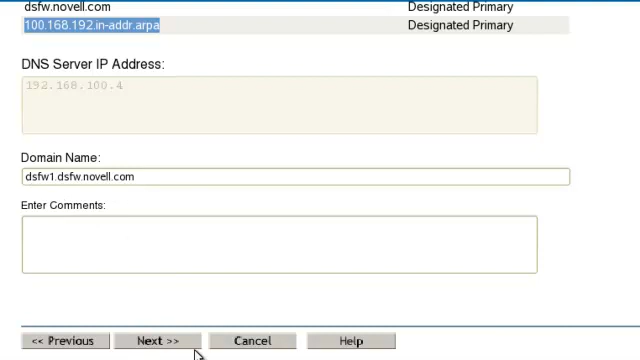 dsfw.novell.com Designated Primary
100.168.192.in-addr.arpa Designated Primary
DNS Server IP Address:
192.168.100.4
Domain Name:
dsfw1.dsfw.novell.com
Enter Comments:
<< Previous Next >> Cancel Help